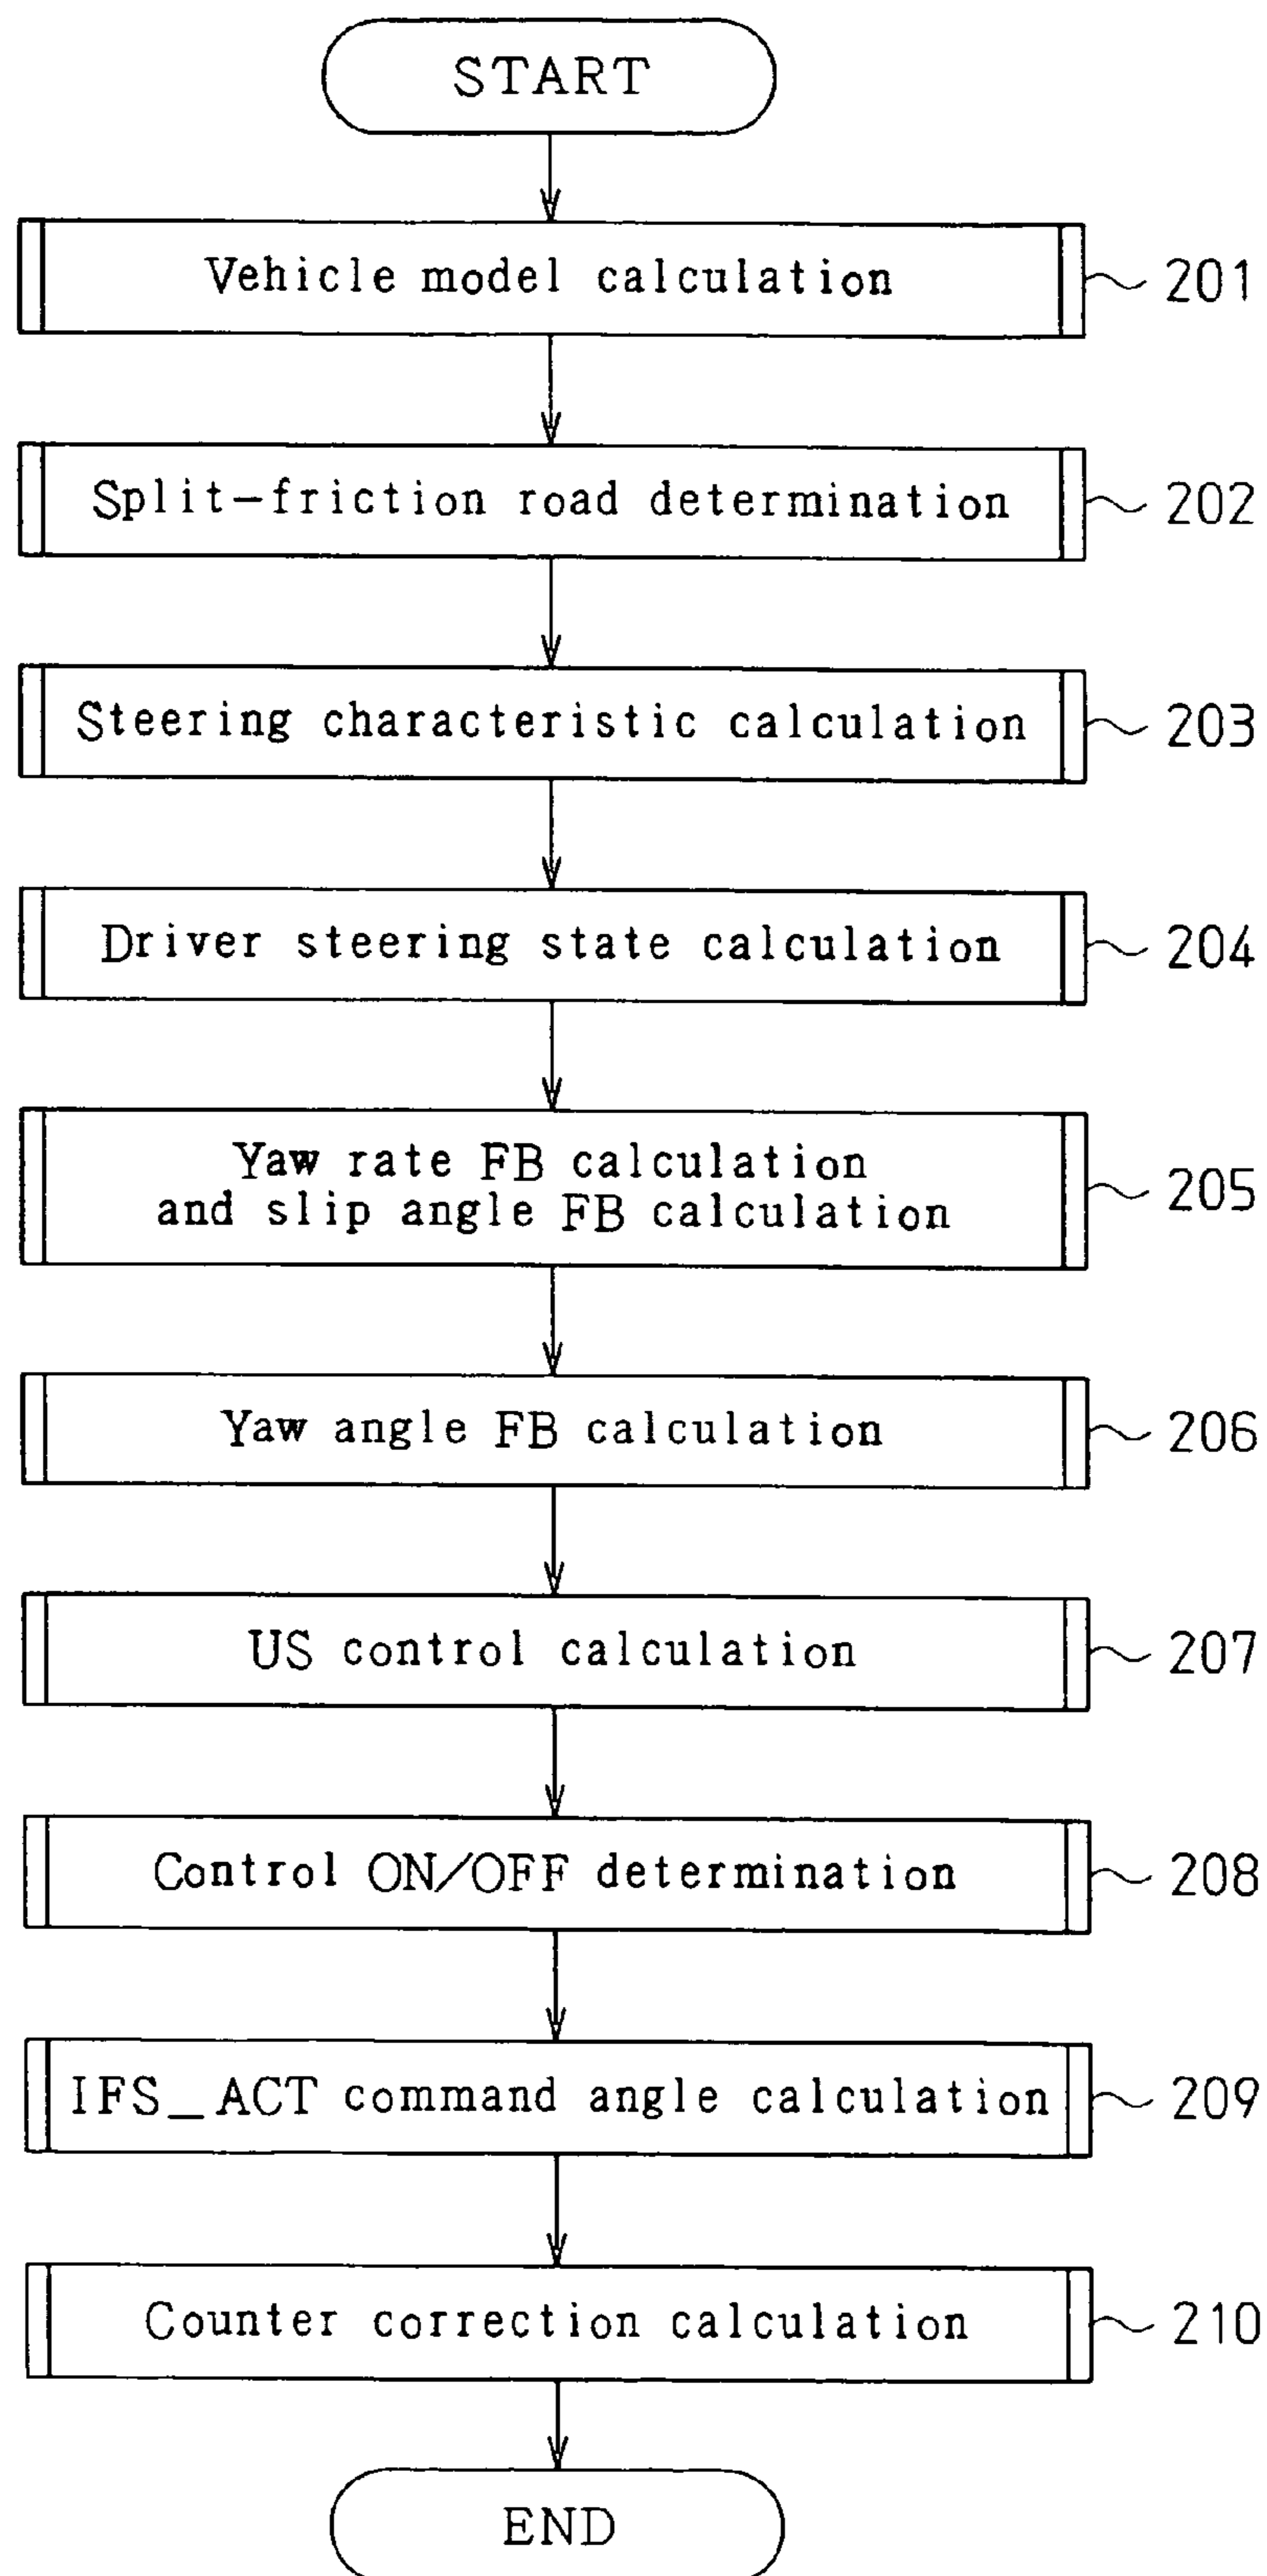 START
Vehicle model calculation 201
Split-friction road determination 202
Steering characteristic calculation 203
Driver steering state calculation 204
Yaw rate FB calculation
and slip angle FB calculation 205
Yaw angle FB calculation 206
US control calculation 207
Control ON/OFF determination 208
IFS_ACT command angle calculation 209
Counter correction calculation 210
END